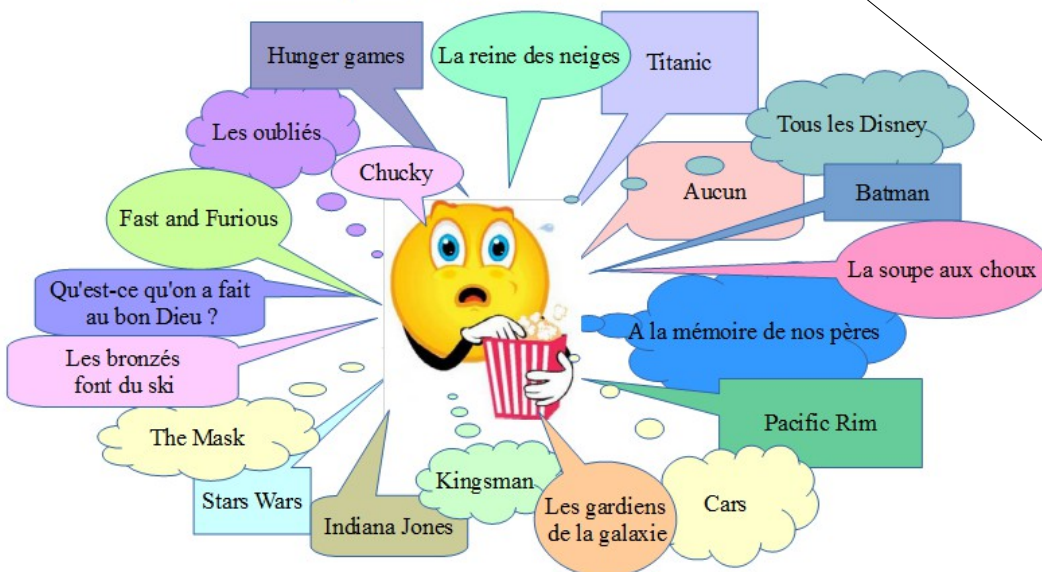 Hunger games
La reine des neiges
Titanic
Les oubliés
Tous les Disney
Chucky
Aucun
Batman
Fast and Furious
La soupe aux choux
Qu'est-ce qu'on a fait
au bon Dieu ?
A la mémoire de nos pères
Les bronzés
font du ski
Pacific Rim
The Mask
Stars Wars
Indiana Jones
Kingsman
Les gardiens
de la galaxie
Cars